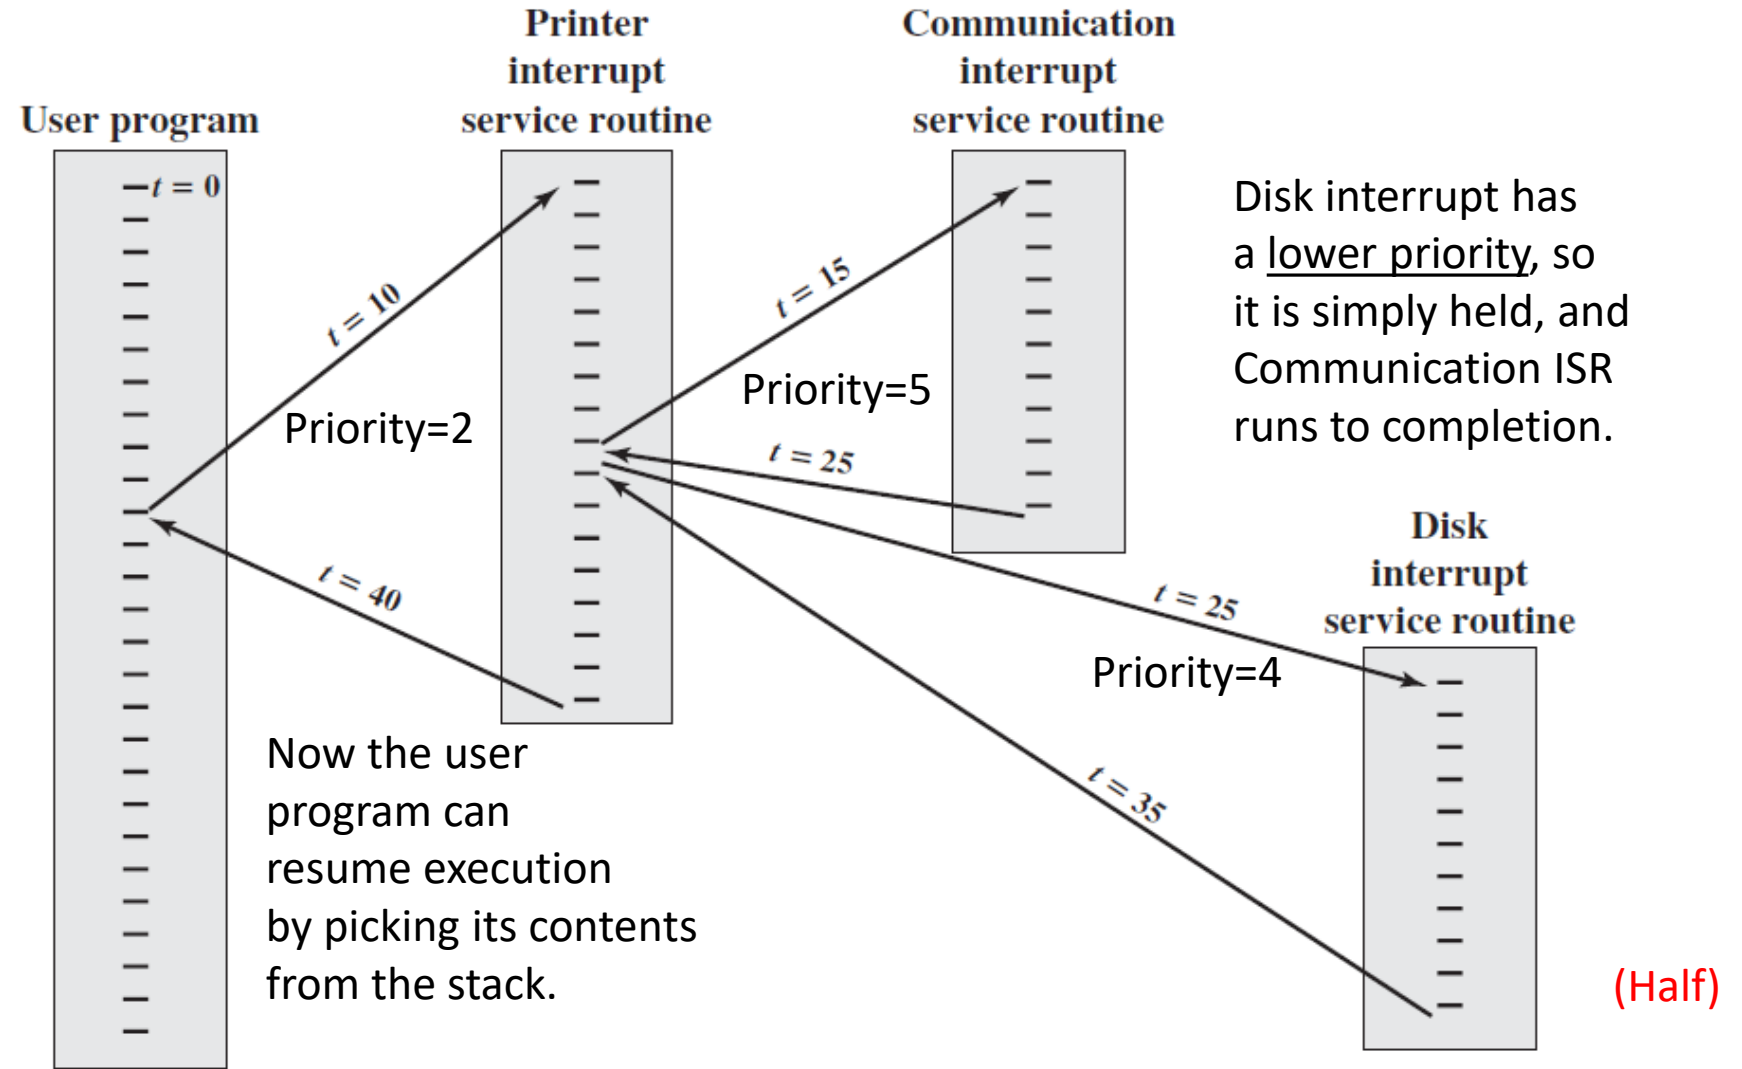 Printer
interrupt
service routine
Communication
interrupt
service routine
User program
t = 0
t = 10
t = 15
Disk interrupt has
a lower priority, so
it is simply held, and
Communication ISR
runs to completion.
Priority=2
Priority=5
t = 25
t = 40
Disk
interrupt
service routine
t = 25
Priority=4
t = 35
Now the user
program can
resume execution
by picking its contents
from the stack.
(Half)